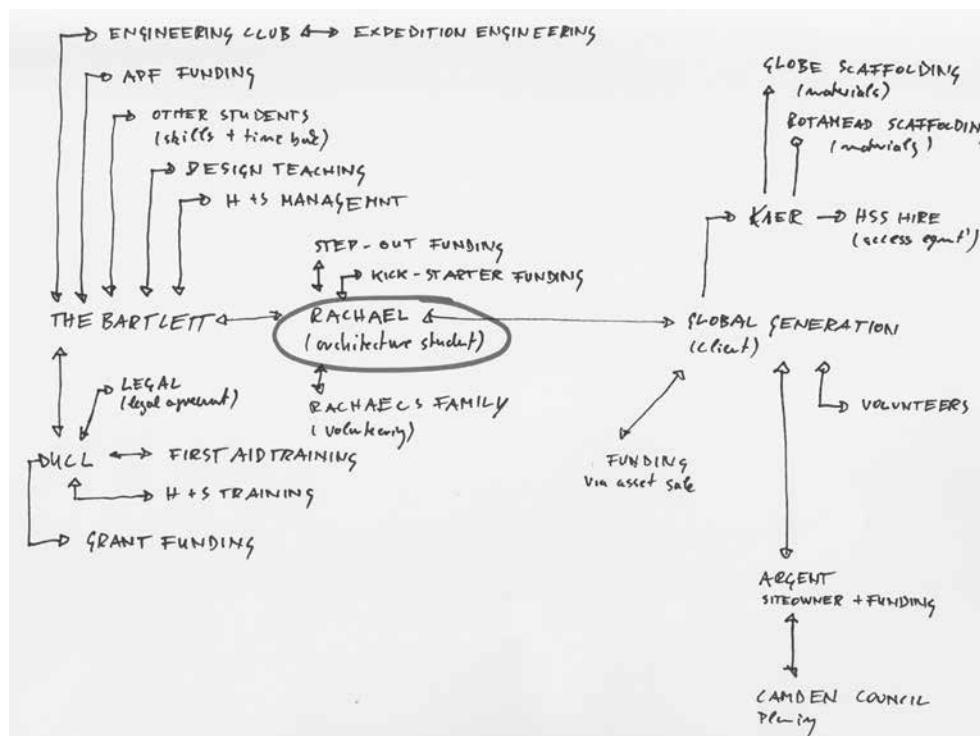 ENGINEERING CLUB EXPEDITION ENGINEERING
APF FUNDING
OTHER STUDENTS
(skills + time
DESIGN TEACHING
H + S MANAGEMNT
STEP-OUT FUNDING
KICK-STARTER FUNDING
THE BARTLETT
RACHAEL
(architecture student)
RACHAELS FAMILY
(volunteering)
LEGAL
(legal agreement)
UCL
FIRST AID TRAINING
H + S TRAINING
GRANT FUNDING
GLOBE SCAFFOLDING
(materials)
ROTAHEAD SCAFFOLDING
(materials)
KAER
HSS HIRE
(access eqmt)
GLOBAL GENERATION
(client)
VOLUNTEERS
FUNDING
via asset sale
ARGENT
SITEOWNER + FUNDING
CAMDEN COUNCIL